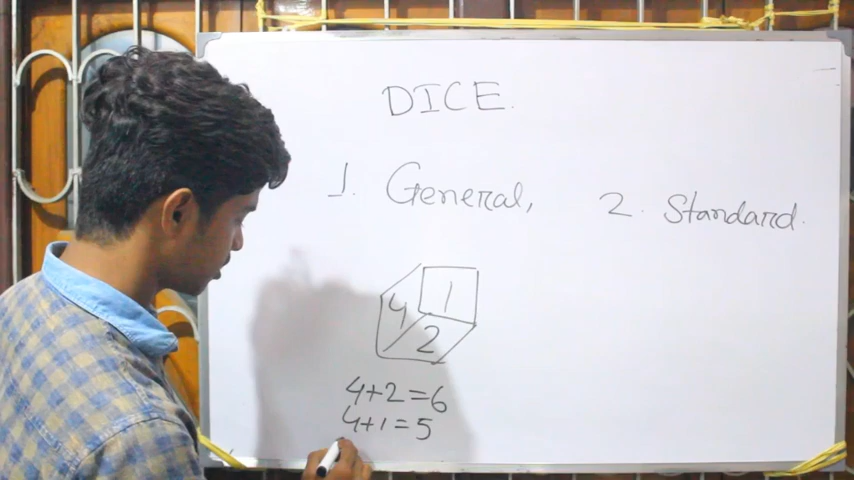 DICE.
1. General, 2. Standard.
4 1
2
4+2=6
4+1=5